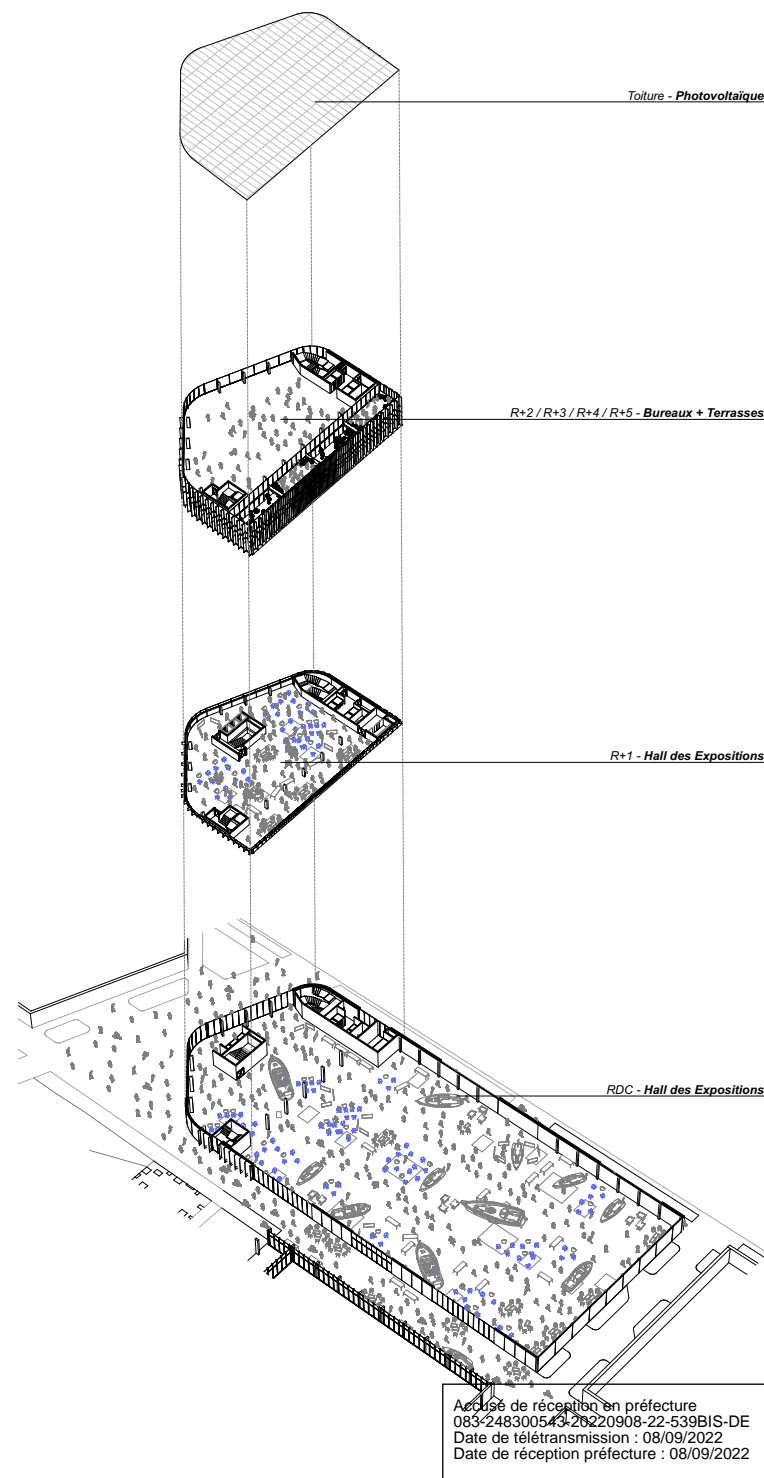 Toiture - Photovoltaïque
R+2 / R+3 / R+4 / R+5 - Bureaux + Terrasses
R+1 - Hall des Expositions
RDC - Hall des Expositions
Accusé de réception en préfecture
083-248300543-20220908-22-539BIS-DE
Date de télétransmission : 08/09/2022
Date de réception préfecture : 08/09/2022